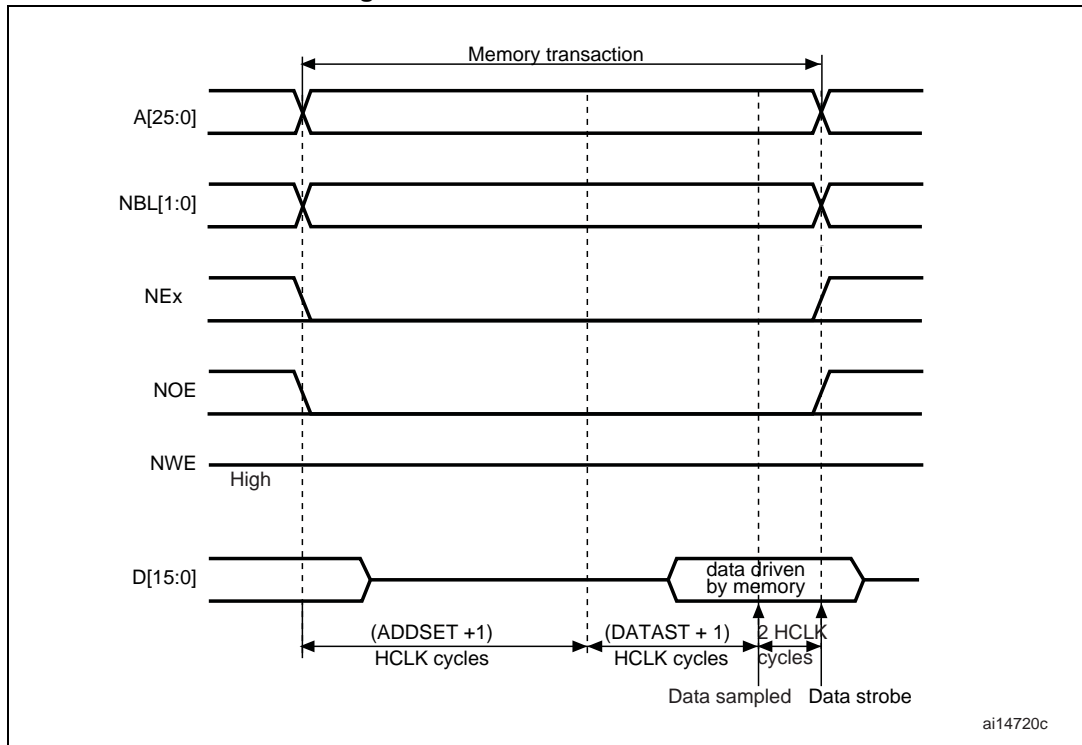 Memory transaction
A[25:0]
NBL[1:0]
NEx
NOE
NWE
High
D[15:0]
data driven
by memory
(ADDSET +1)
HCLK cycles
(DATAST + 1)
HCLK cycles
2 HCLK
cycles
Data sampled
Data strobe
ai14720c